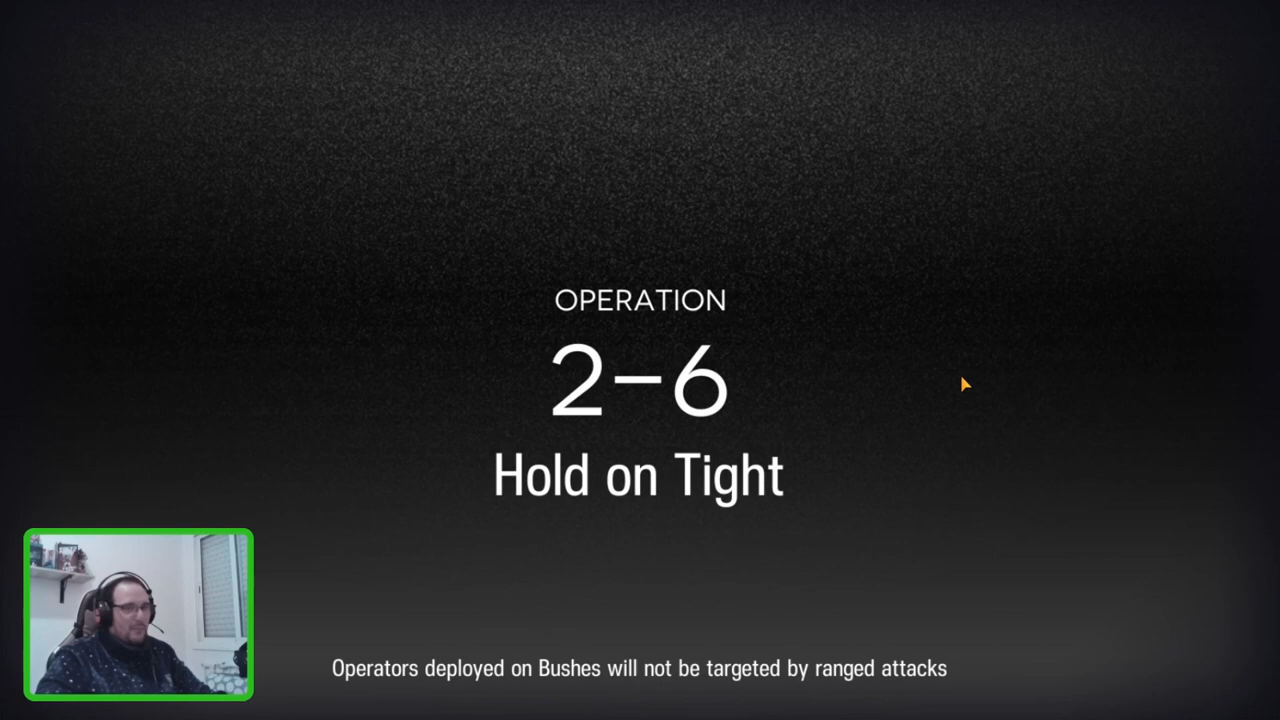 OPERATION
2-6
Hold on Tight
Operators deployed on Bushes will not be targeted by ranged attacks